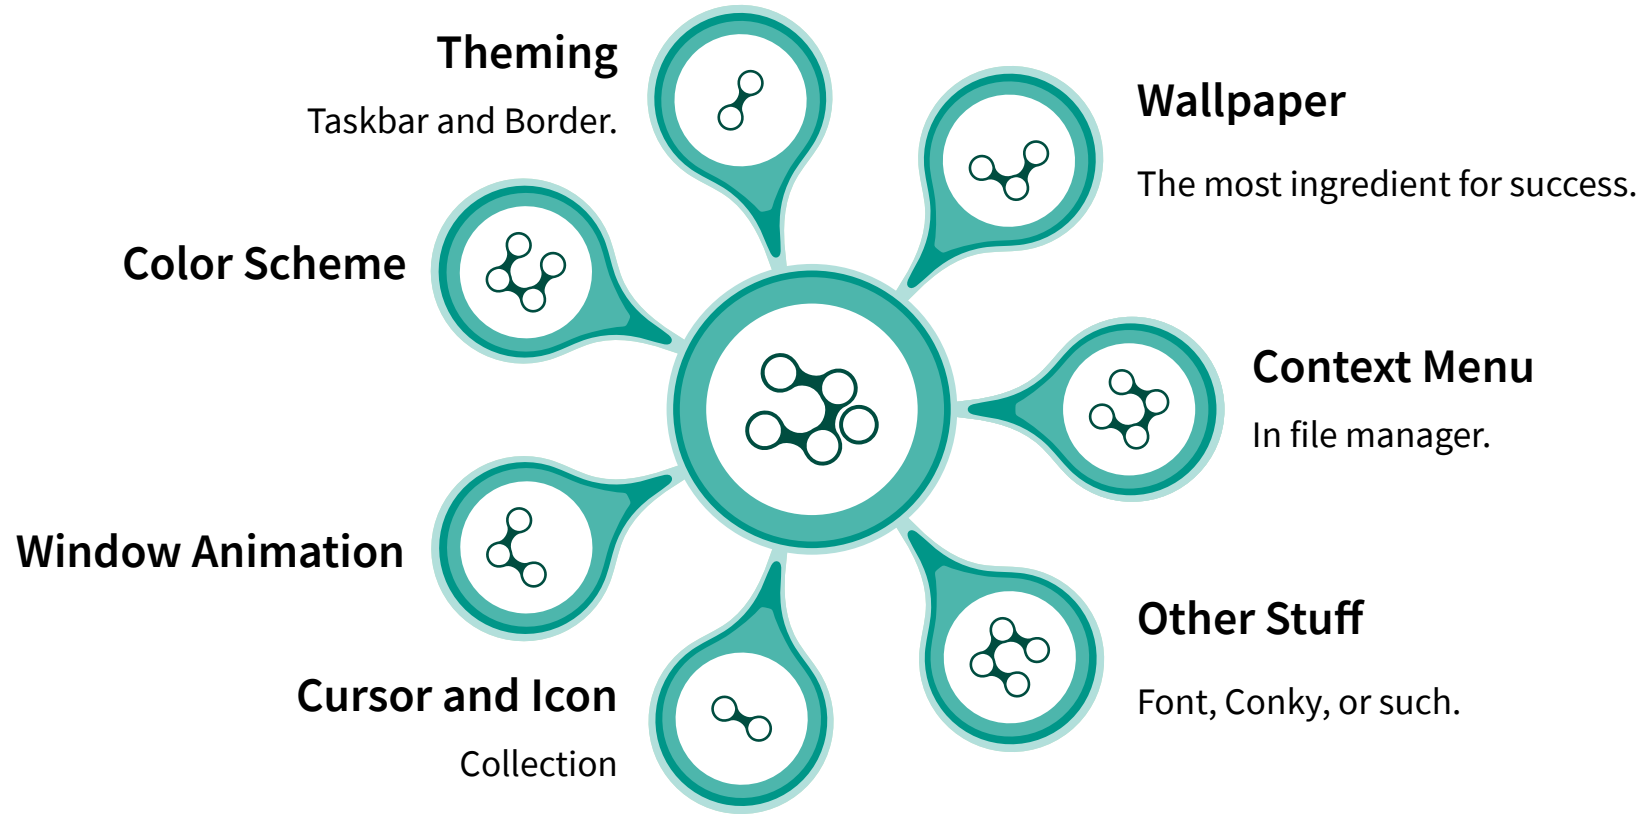 Theming
Taskbar and Border.
Wallpaper
The most ingredient for success.
Color Scheme
Context Menu
In file manager.
Window Animation
Other Stuff
Font, Conky, or such.
Cursor and Icon
Collection